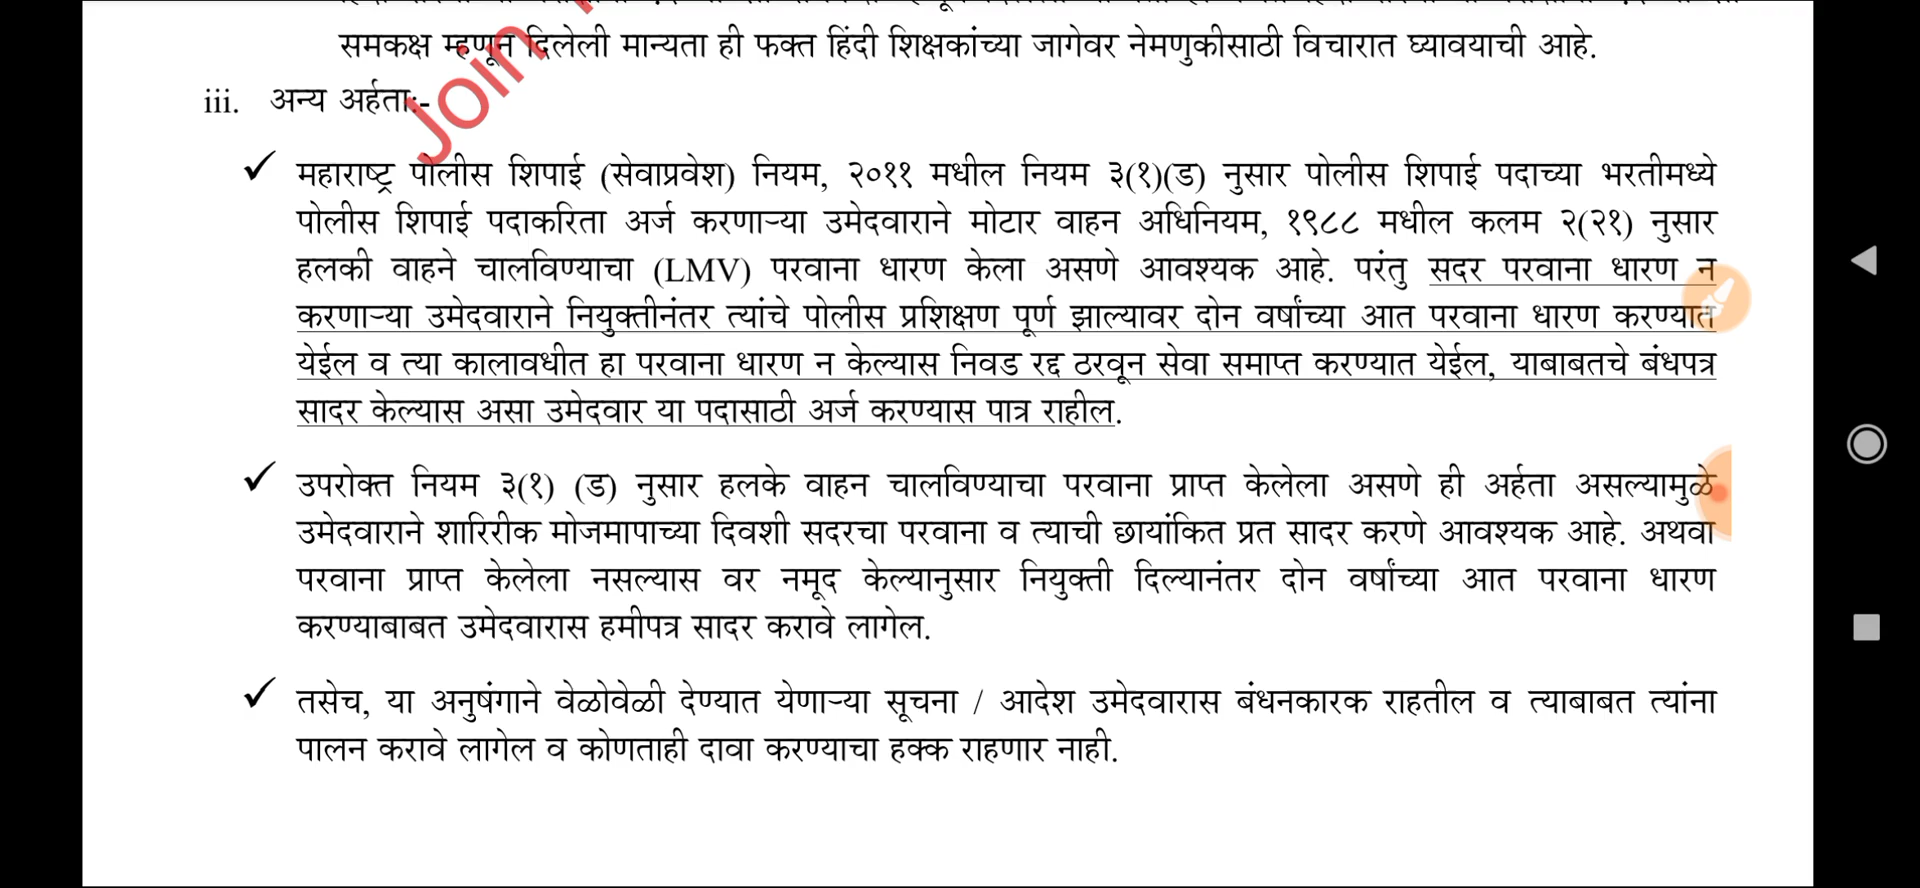 समकक्ष म्हणून दिलेली मान्यता ही फक्त हिंदी शिक्षकांच्या जागेवर नेमणुकीसाठी विचारात घ्यावयाची आहे.
iii. अन्य अर्हता:-
Join
✓ महाराष्ट्र पोलीस शिपाई (सेवाप्रवेश) नियम, २०११ मधील नियम ३(१)(ड) नुसार पोलीस शिपाई पदाच्या भरतीमध्ये
पोलीस शिपाई पदाकरिता अर्ज करणाऱ्या उमेदवाराने मोटार वाहन अधिनियम, १९८८ मधील कलम २(२१) नुसार
हलकी वाहने चालविण्याचा (LMV) परवाना धारण केला असणे आवश्यक आहे. परंतु सदर परवाना धारण न
करणाऱ्या उमेदवाराने नियुक्तीनंतर त्यांचे पोलीस प्रशिक्षण पूर्ण झाल्यावर दोन वर्षांच्या आत परवाना धारण करण्यात
येईल व त्या कालावधीत हा परवाना धारण न केल्यास निवड रद्द ठरवून सेवा समाप्त करण्यात येईल, याबाबतचे बंधपत्र
सादर केल्यास असा उमेदवार या पदासाठी अर्ज करण्यास पात्र राहील.
✓ उपरोक्त नियम ३(१) (ड) नुसार हलके वाहन चालविण्याचा परवाना प्राप्त केलेला असणे ही अर्हता असल्यामुळे
उमेदवाराने शारिरीक मोजमापाच्या दिवशी सदरचा परवाना व त्याची छायांकित प्रत सादर करणे आवश्यक आहे. अथवा
परवाना प्राप्त केलेला नसल्यास वर नमूद केल्यानुसार नियुक्ती दिल्यानंतर दोन वर्षांच्या आत परवाना धारण
करण्याबाबत उमेदवारास हमीपत्र सादर करावे लागेल.
✓ तसेच, या अनुषंगाने वेळोवेळी देण्यात येणाऱ्या सूचना / आदेश उमेदवारास बंधनकारक राहतील व त्याबाबत त्यांना
पालन करावे लागेल व कोणताही दावा करण्याचा हक्क राहणार नाही.